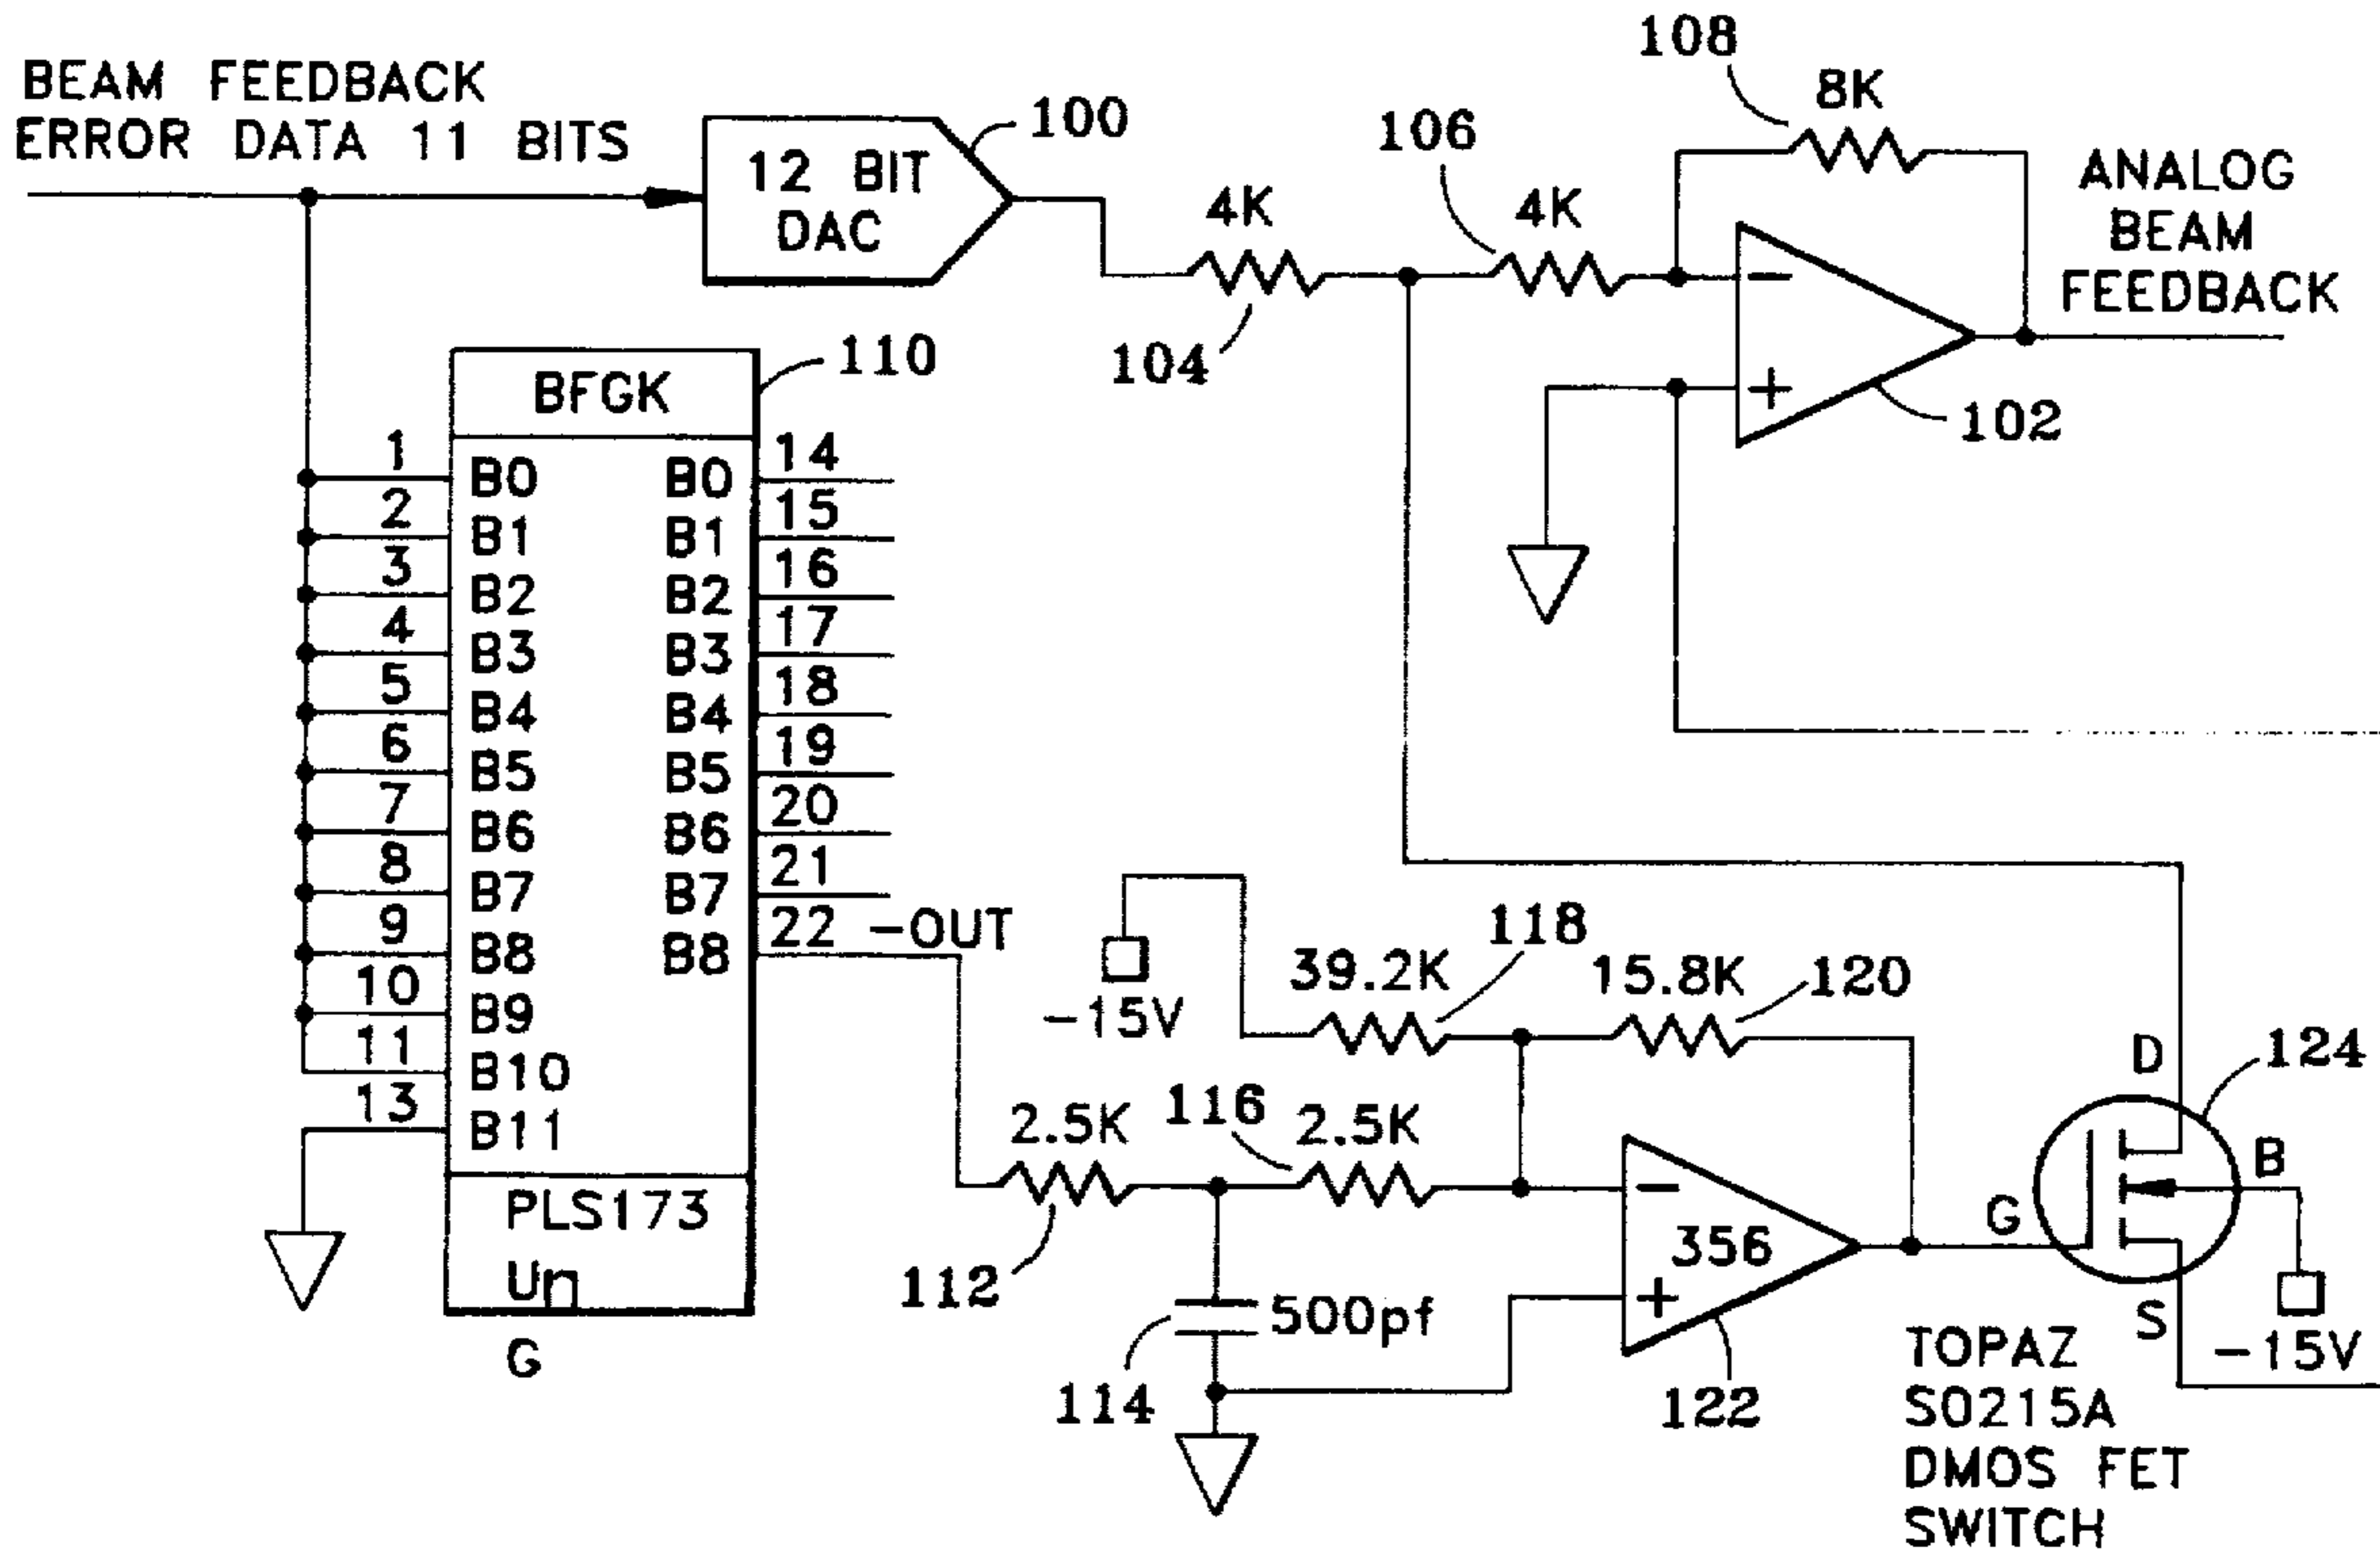 BEAM FEEDBACK
ERROR DATA 11 BITS
12 BIT
DAC
100
4K
104
106
4K
108
8K
ANALOG
BEAM
FEEDBACK
−
+
102
110
BFGK
1 B0 B0 14
2 B1 B1 15
3 B2 B2 16
4 B3 B3 17
5 B4 B4 18
6 B5 B5 19
7 B6 B6 20
8 B7 B7 21
9 B8 B8 22 -OUT
10 B9
11 B10
13 B11
PLS173
Un
G
-15V
39.2K
118
15.8K
120
2.5K
112
116
2.5K
500pf
114
−
356
+
122
D
124
B
G
S
-15V
TOPAZ
S0215A
DMOS FET
SWITCH